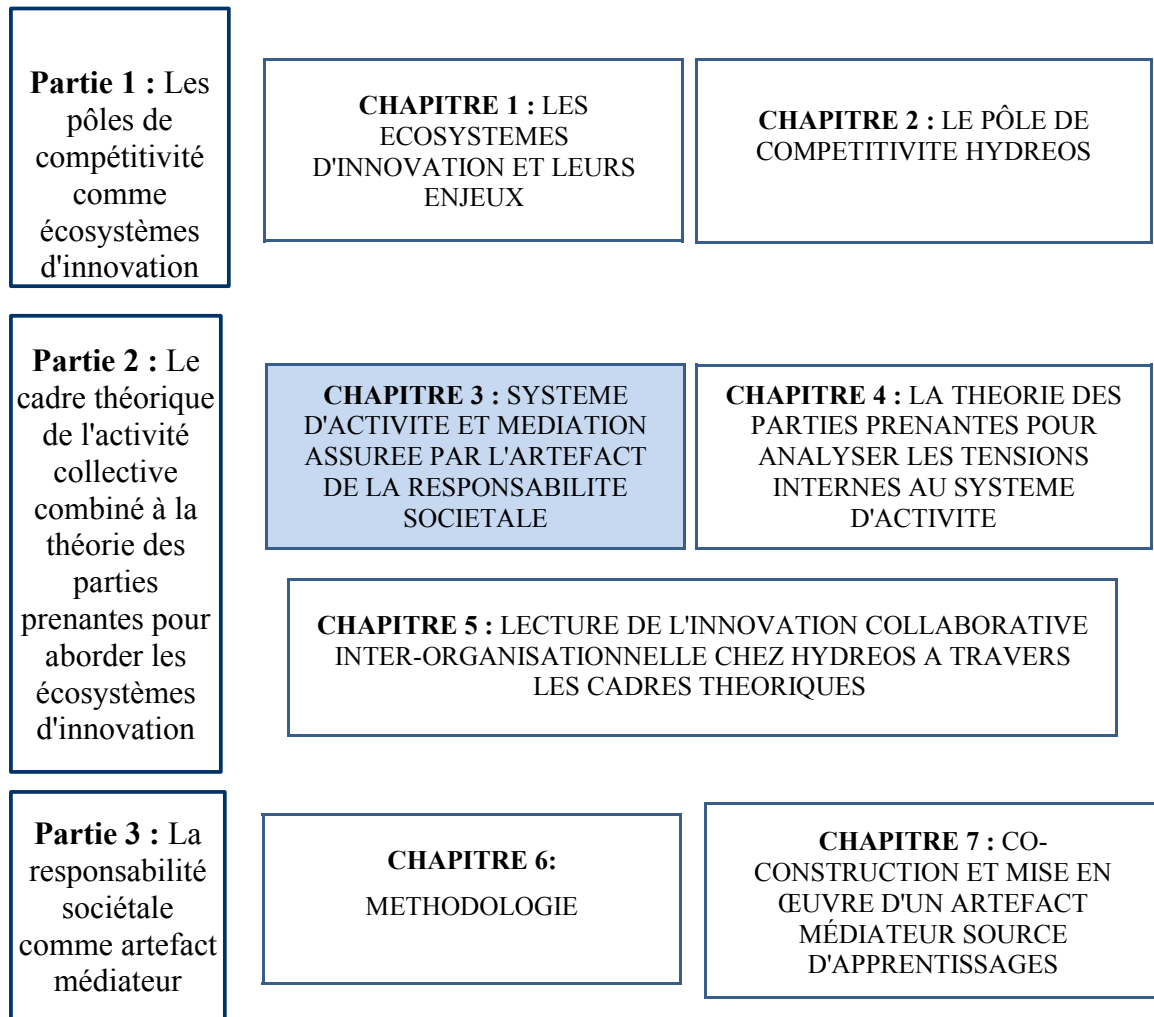 Partie 1 : Les
pôles de
compétitivité
comme
écosystèmes
d'innovation
CHAPITRE 1 : LES
ECOSYSTEMES
D'INNOVATION ET LEURS
ENJEUX
CHAPITRE 2 : LE PÔLE DE
COMPETITIVITE HYDREOS
Partie 2 : Le
cadre théorique
de l'activité
collective
combiné à la
théorie des
parties
prenantes pour
aborder les
écosystèmes
d'innovation
CHAPITRE 3 : SYSTEME
D'ACTIVITE ET MEDIATION
ASSUREE PAR L'ARTEFACT
DE LA RESPONSABILITE
SOCIETALE
CHAPITRE 4 : LA THEORIE DES
PARTIES PRENANTES POUR
ANALYSER LES TENSIONS
INTERNES AU SYSTEME
D'ACTIVITE
CHAPITRE 5 : LECTURE DE L'INNOVATION COLLABORATIVE
INTER-ORGANISATIONNELLE CHEZ HYDREOS A TRAVERS
LES CADRES THEORIQUES
Partie 3 : La
responsabilité
sociétale
comme artefact
médiateur
CHAPITRE 6:
METHODOLOGIE
CHAPITRE 7 : CO-
CONSTRUCTION ET MISE EN
ŒUVRE D'UN ARTEFACT
MÉDIATEUR SOURCE
D'APPRENTISSAGES